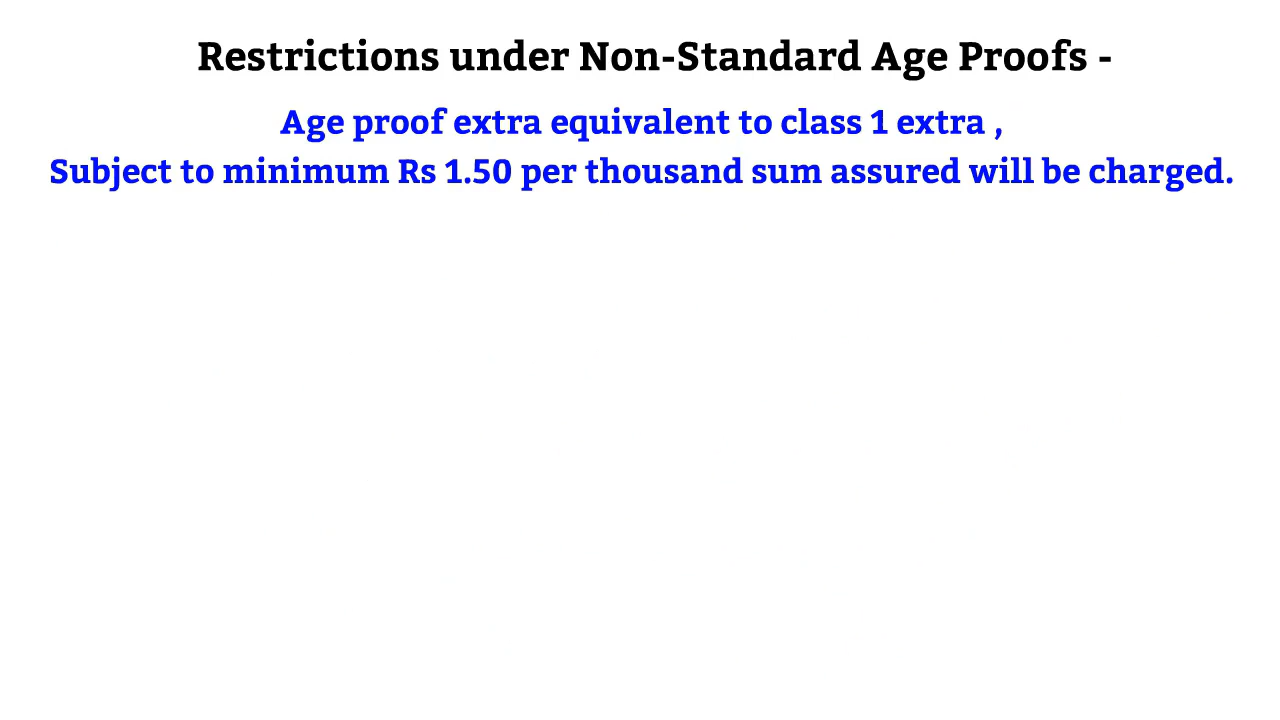 Restrictions under Non-Standard Age Proofs -
Age proof extra equivalent to class 1 extra ,
Subject to minimum Rs 1.50 per thousand sum assured will be charged.